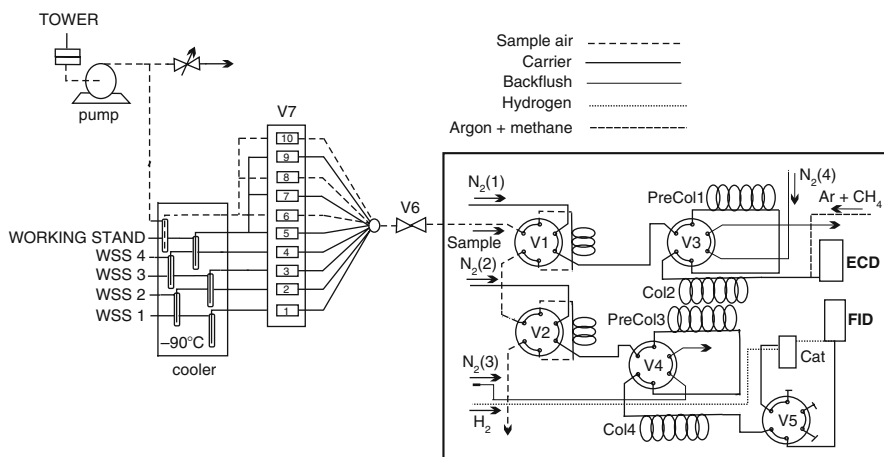 TOWER
pump
Sample air
Carrier
Backflush
Hydrogen
Argon + methane
V7
10
9
8
7
6
5
4
3
2
1
V6
WORKING STAND
WSS 4
WSS 3
WSS 2
WSS 1
–90°C
cooler
N2(1)
Sample
N2(2)
N2(3)
H2
V1
V2
PreCol1
N2(4)
Ar + CH4
V3
ECD
Col2
PreCol3
FID
V4
Cat
V5
Col4